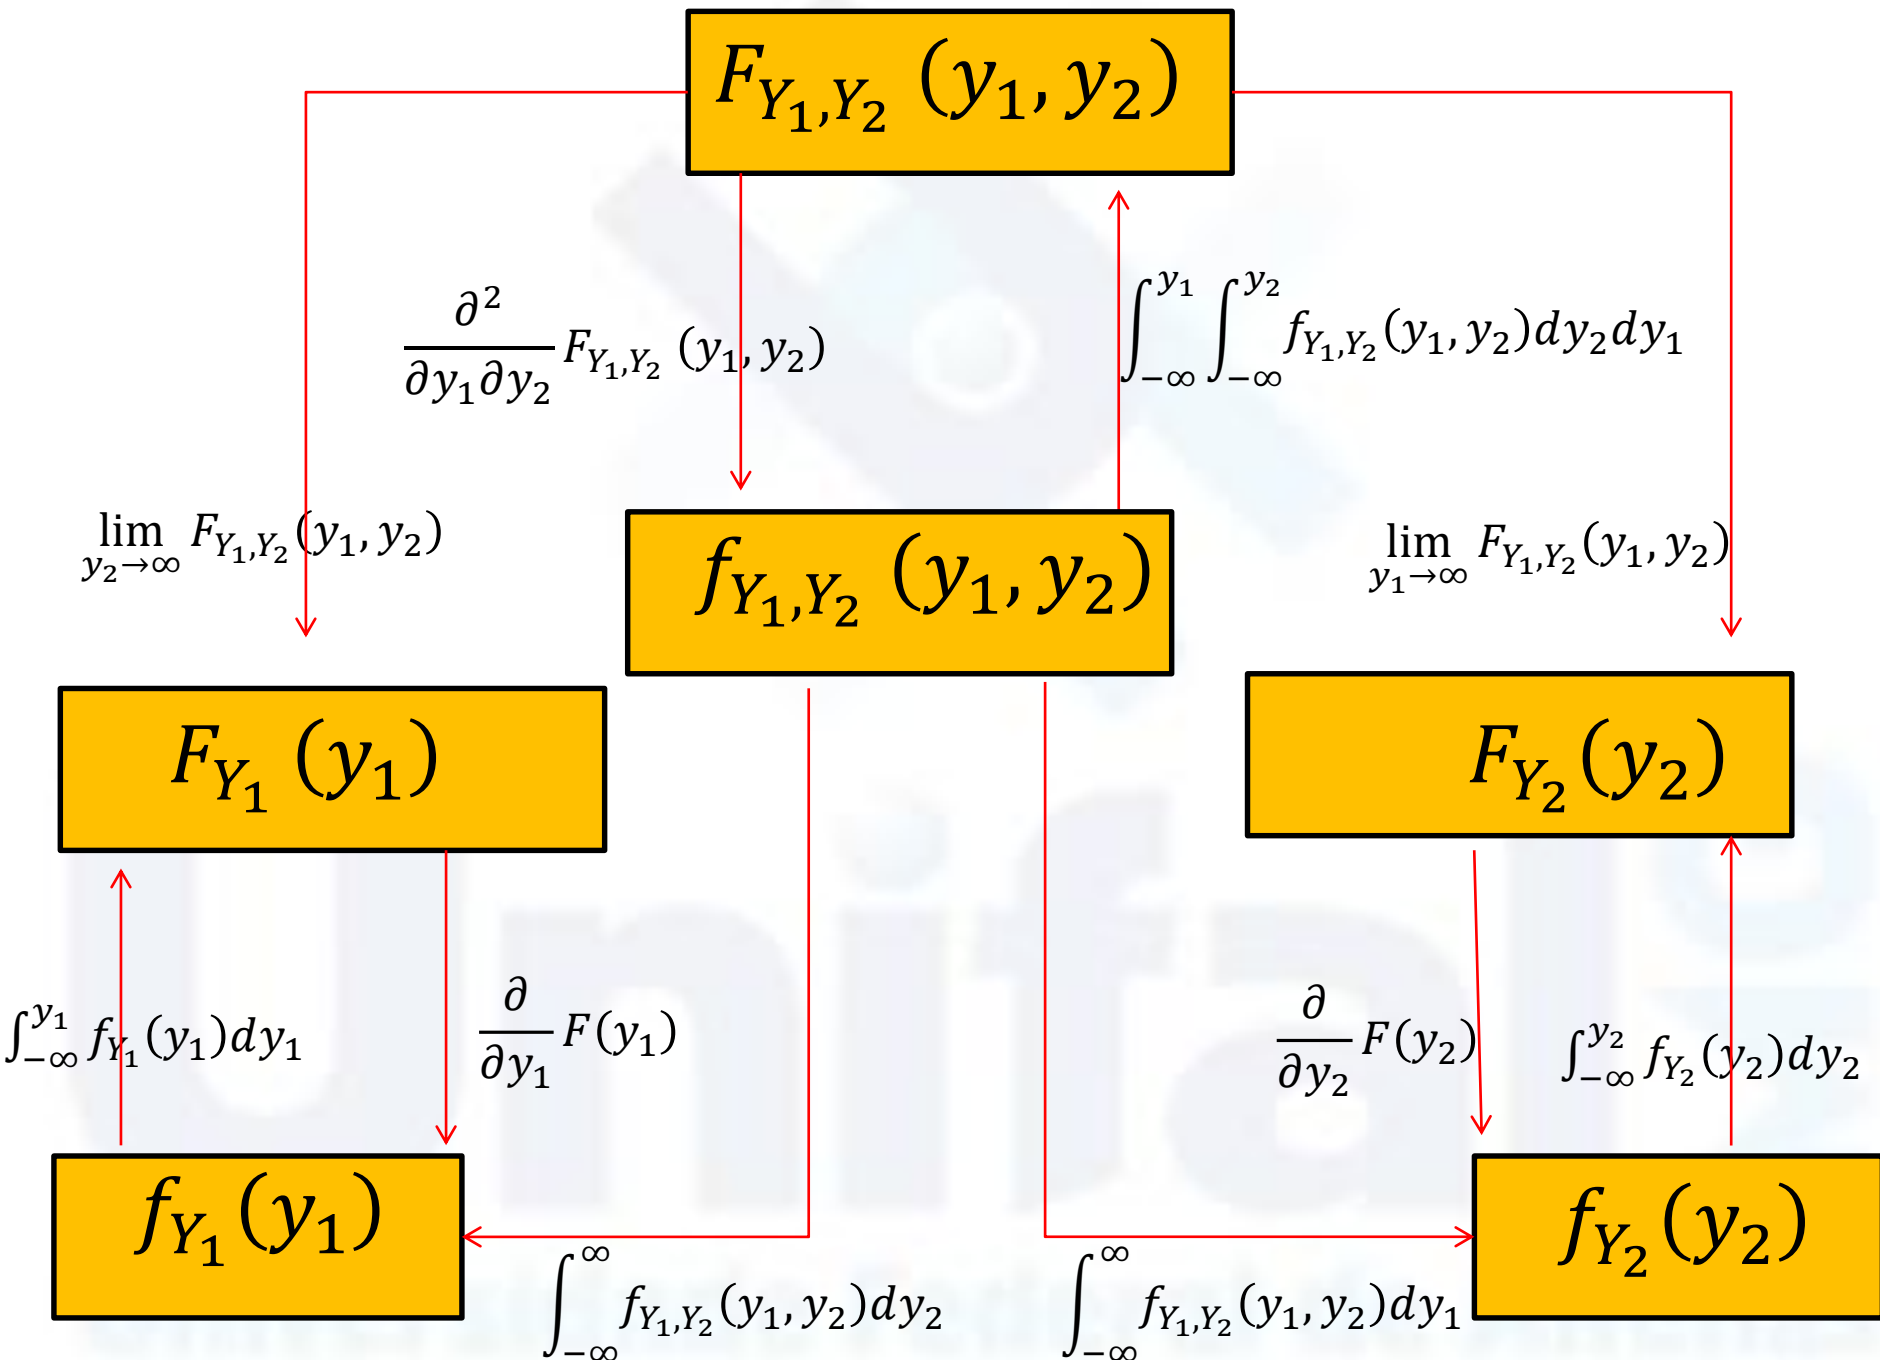 F_{Y_1,Y_2} (y_1, y_2)
∂^2/∂y_1∂y_2 F_{Y_1,Y_2} (y_1, y_2)
∫_{-∞}^{y_1} ∫_{-∞}^{y_2} f_{Y_1,Y_2}(y_1, y_2)dy_2dy_1
lim_{y_2→∞} F_{Y_1,Y_2}(y_1, y_2)
f_{Y_1,Y_2} (y_1, y_2)
lim_{y_1→∞} F_{Y_1,Y_2}(y_1, y_2)
F_{Y_1} (y_1)
F_{Y_2}(y_2)
∫_{-∞}^{y_1} f_{Y_1}(y_1)dy_1
∂/∂y_1 F(y_1)
∂/∂y_2 F(y_2)
∫_{-∞}^{y_2} f_{Y_2}(y_2)dy_2
f_{Y_1}(y_1)
f_{Y_2}(y_2)
∫_{-∞}^{∞} f_{Y_1,Y_2}(y_1, y_2)dy_2
∫_{-∞}^{∞} f_{Y_1,Y_2}(y_1, y_2)dy_1
Unifal